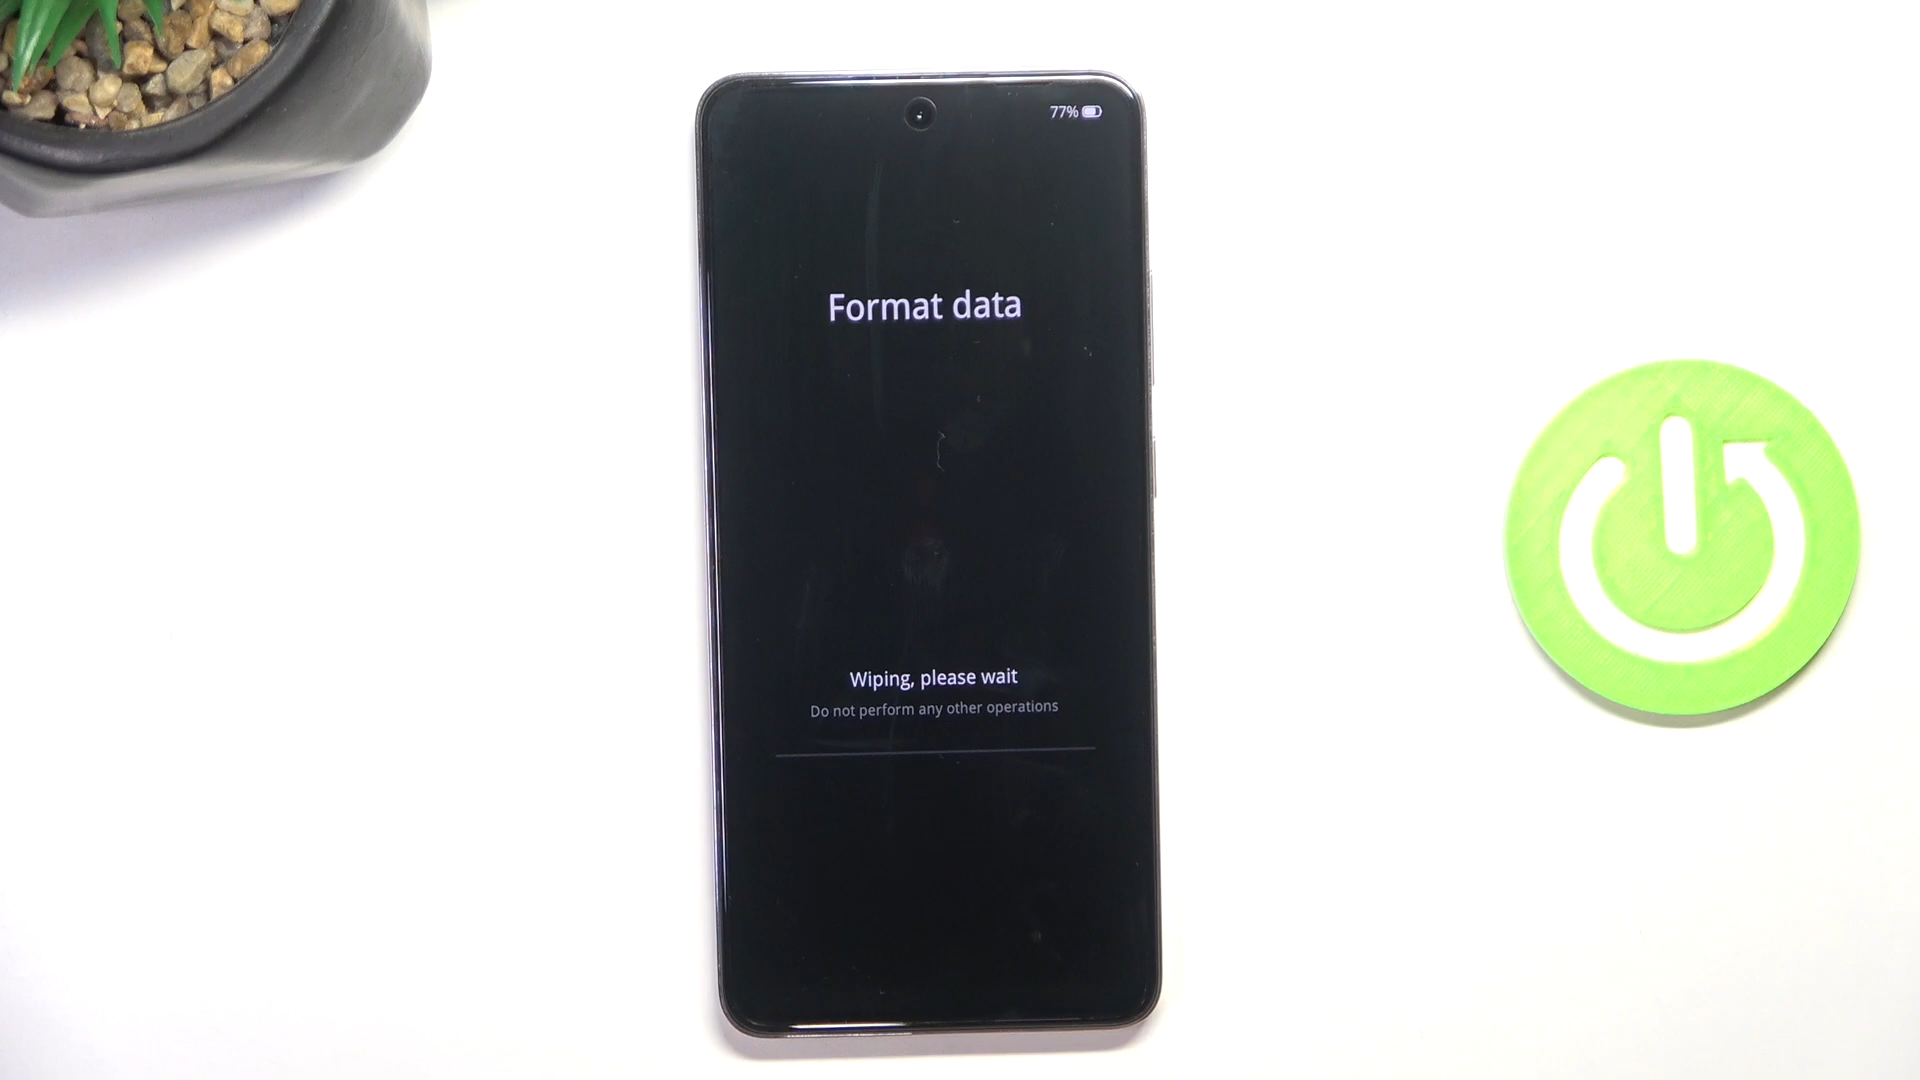 77%
Format data
Wiping, please wait
Do not perform any other operations